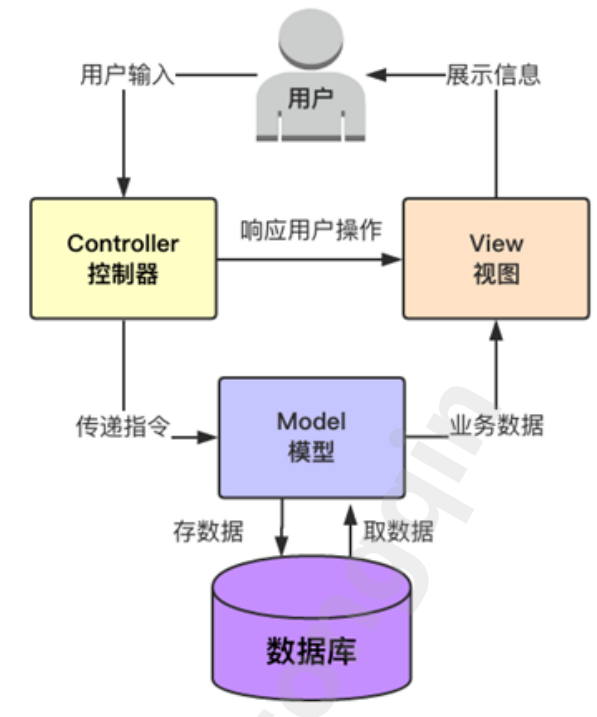 用户输入
用户
展示信息
Controller
控制器
响应用户操作
View
视图
传递指令
Model
模型
业务数据
存数据
取数据
数据库